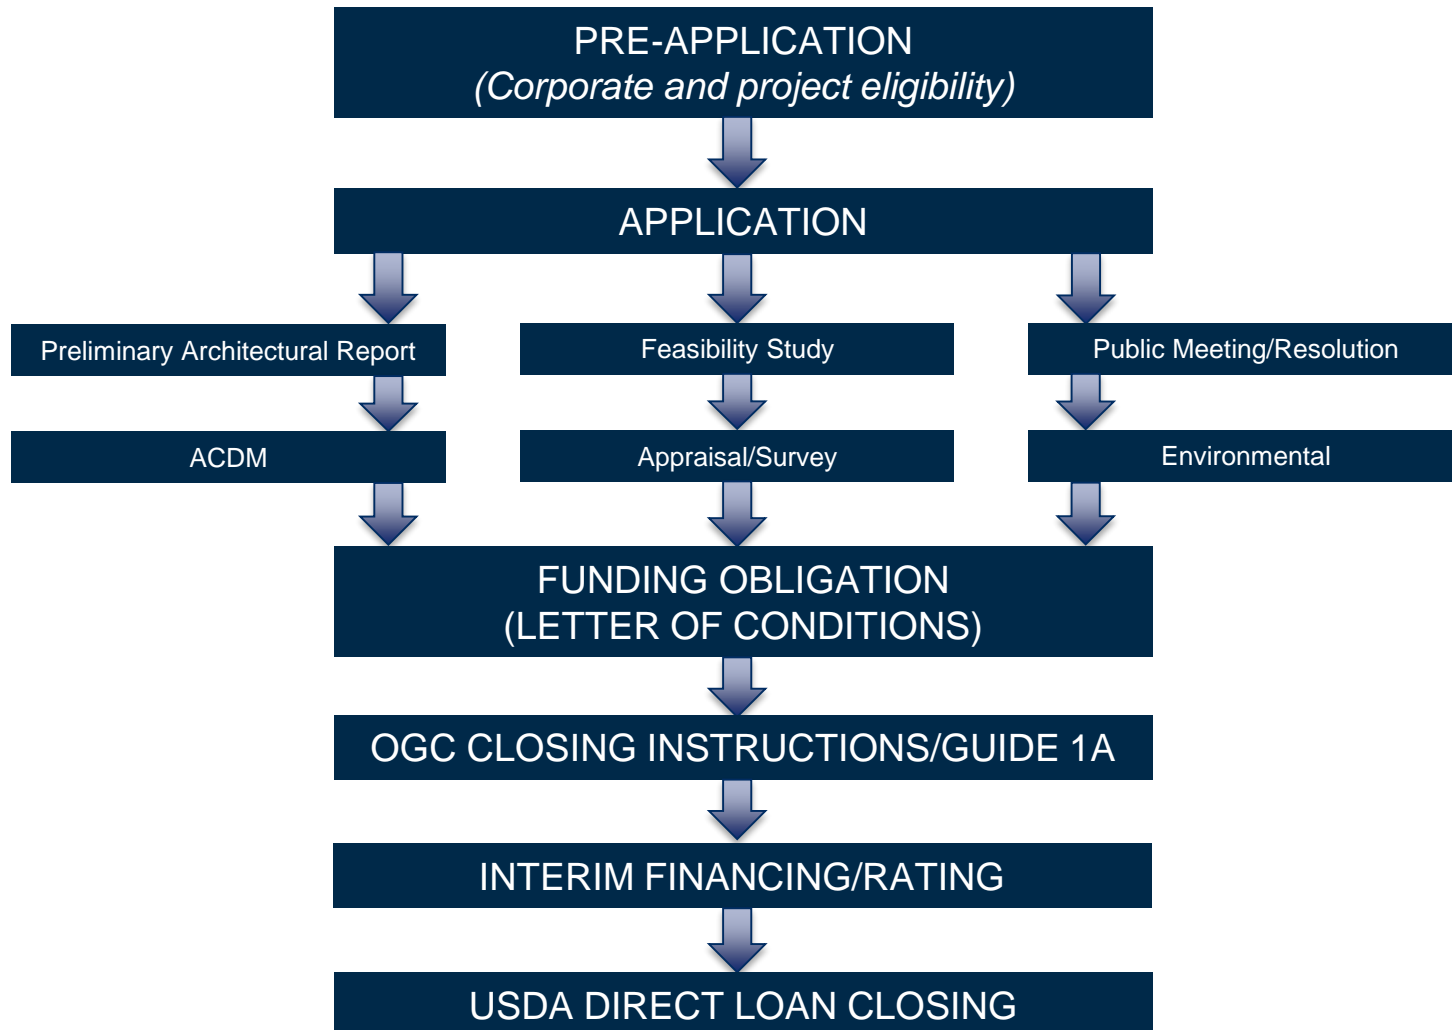 PRE-APPLICATION
(Corporate and project eligibility)
APPLICATION
Preliminary Architectural Report
Feasibility Study
Public Meeting/Resolution
ACDM
Appraisal/Survey
Environmental
FUNDING OBLIGATION
(LETTER OF CONDITIONS)
OGC CLOSING INSTRUCTIONS/GUIDE 1A
INTERIM FINANCING/RATING
USDA DIRECT LOAN CLOSING